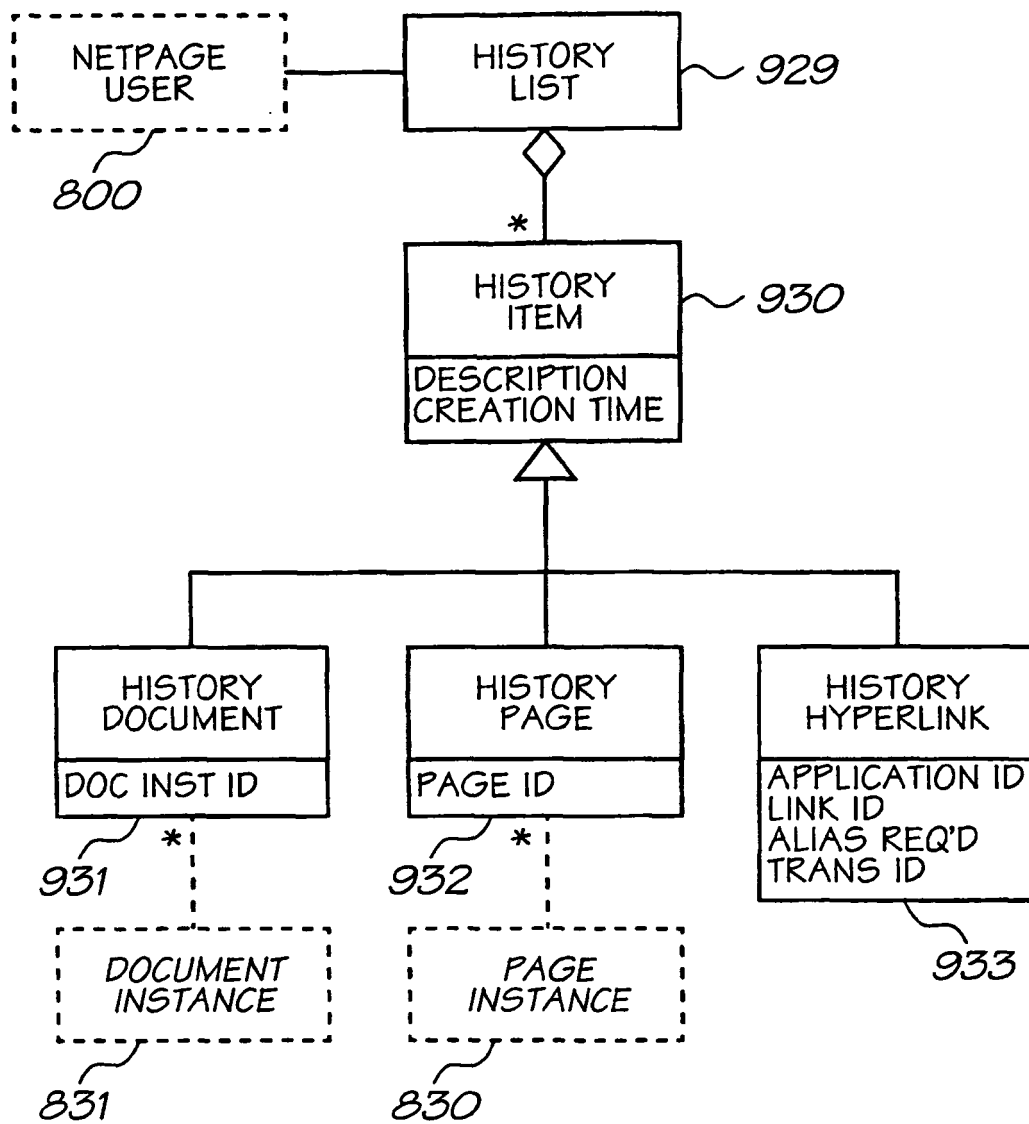 NETPAGE
USER
800
HISTORY
LIST
929
*
HISTORY
ITEM
930
DESCRIPTION
CREATION TIME
HISTORY
DOCUMENT
DOC INST ID
931
*
HISTORY
PAGE
PAGE ID
932
*
HISTORY
HYPERLINK
APPLICATION ID
LINK ID
ALIAS REQ'D
TRANS ID
933
DOCUMENT
INSTANCE
831
PAGE
INSTANCE
830